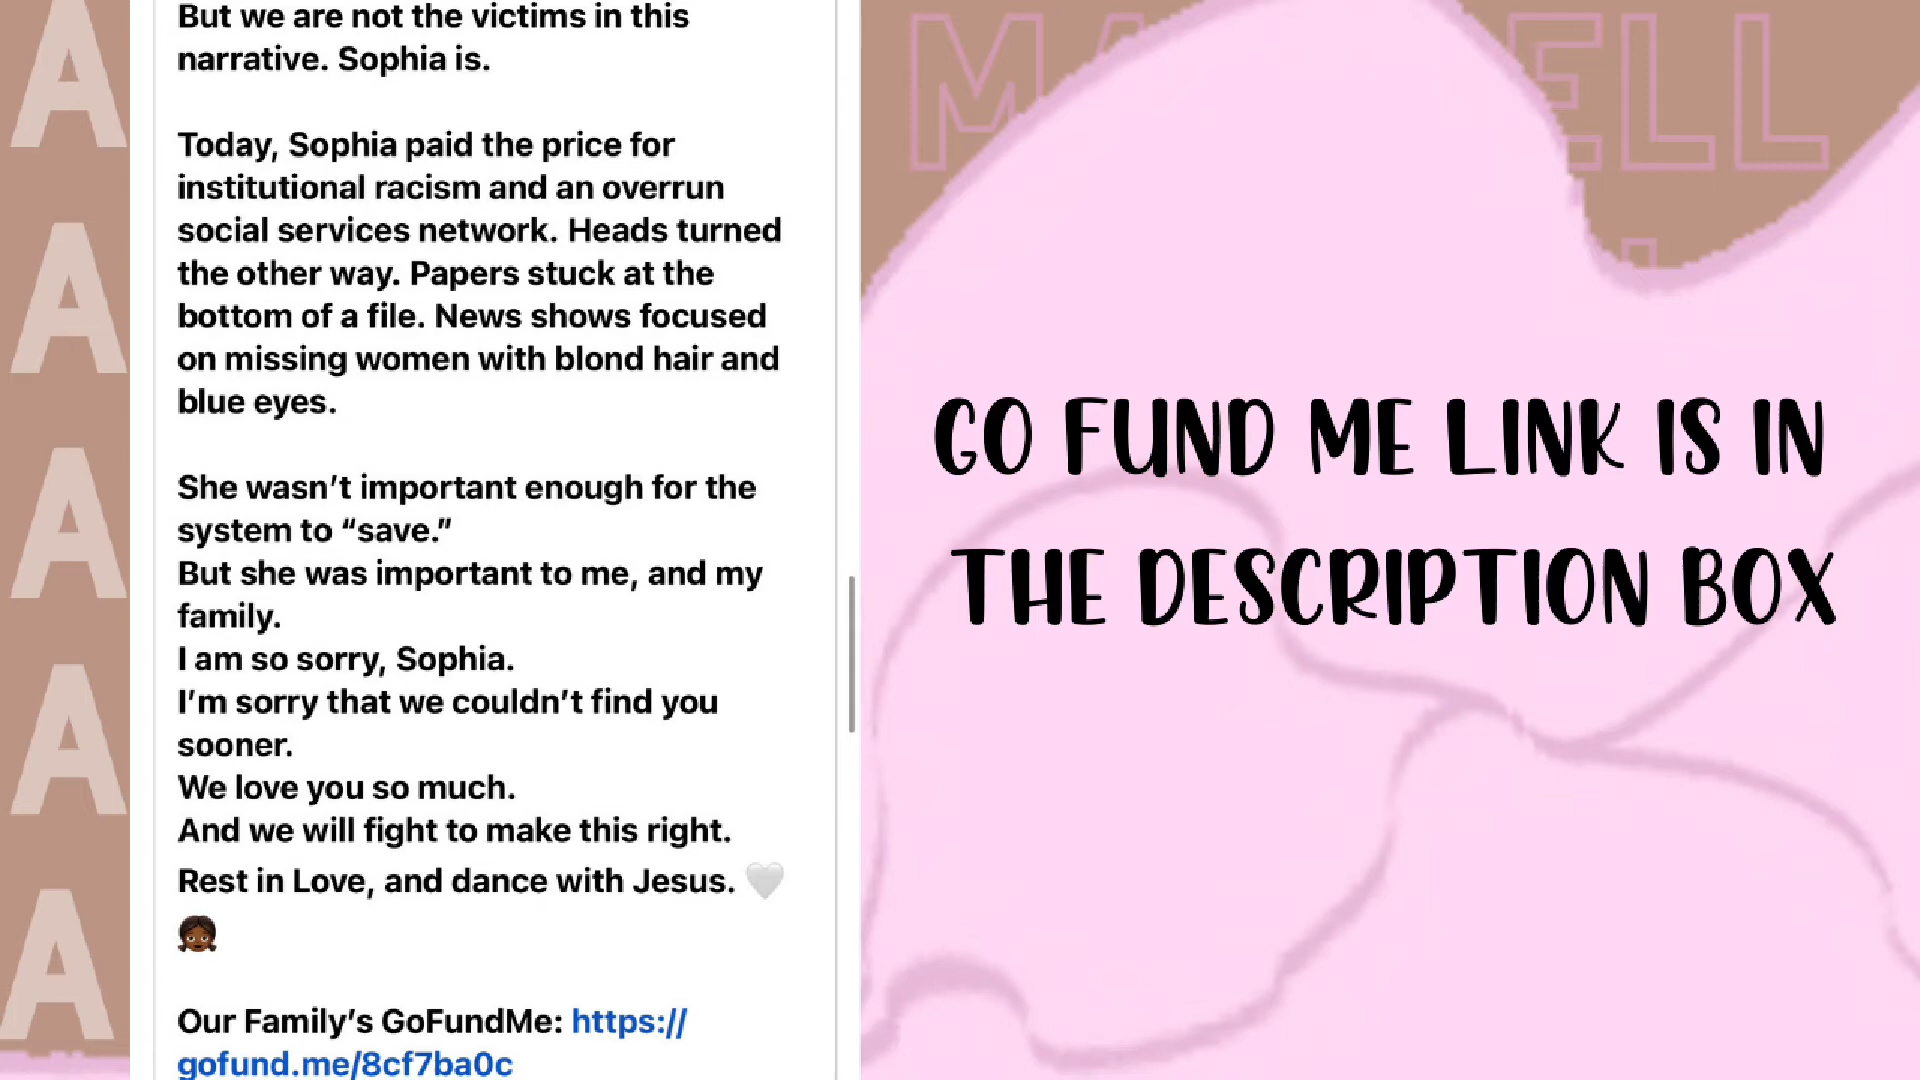 A
A
A
A
A
But we are not the victims in this
narrative. Sophia is.
Today, Sophia paid the price for
institutional racism and an overrun
social services network. Heads turned
the other way. Papers stuck at the
bottom of a file. News shows focused
on missing women with blond hair and
blue eyes.
She wasn’t important enough for the
system to “save.”
But she was important to me, and my
family.
I am so sorry, Sophia.
I’m sorry that we couldn’t find you
sooner.
We love you so much.
And we will fight to make this right.
Rest in Love, and dance with Jesus. 🤍
👧🏾
Our Family’s GoFundMe: https://
gofund.me/8cf7ba0c
GO FUND ME LINK IS IN
THE DESCRIPTION BOX